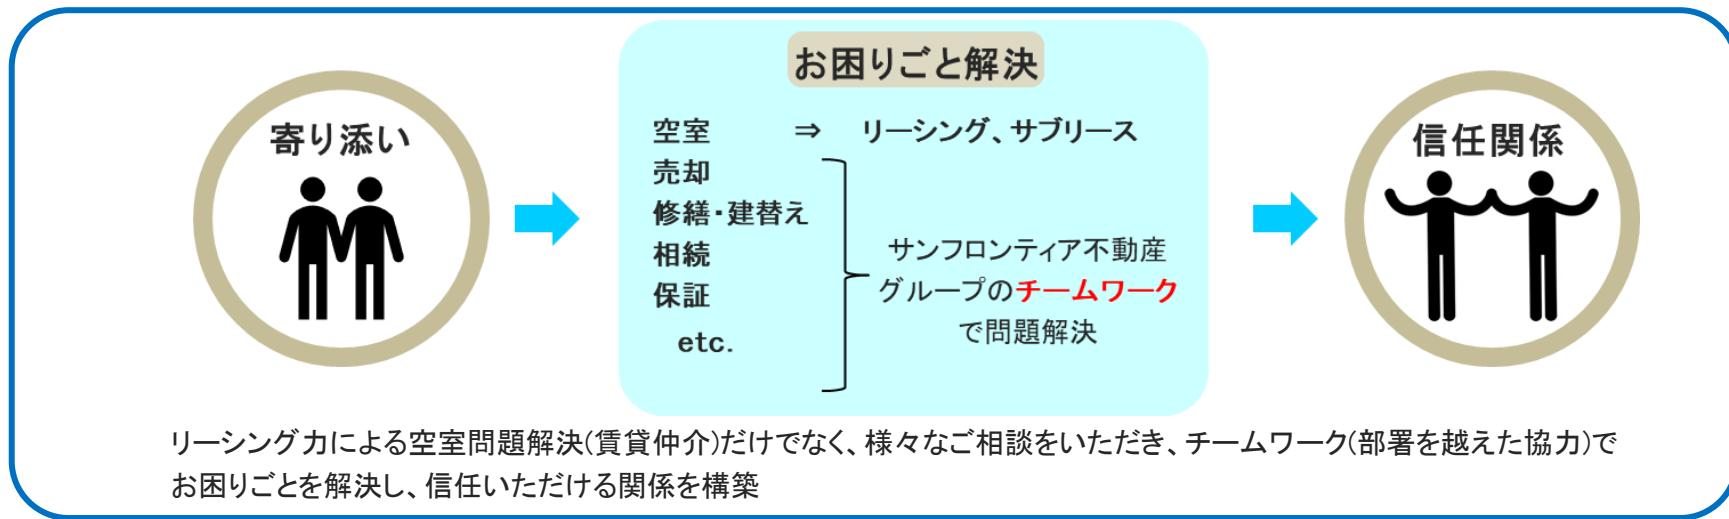 寄り添い
お困りごと解決
空室 ⇒ リーシング、サブリース
売却
修繕・建替え
相続
保証
etc.
サンフロンティア不動産
グループのチームワーク
で問題解決
信任関係
リーシング力による空室問題解決(賃貸仲介)だけでなく、様々なご相談をいただき、チームワーク(部署を越えた協力)で
お困りごとを解決し、信任いただける関係を構築